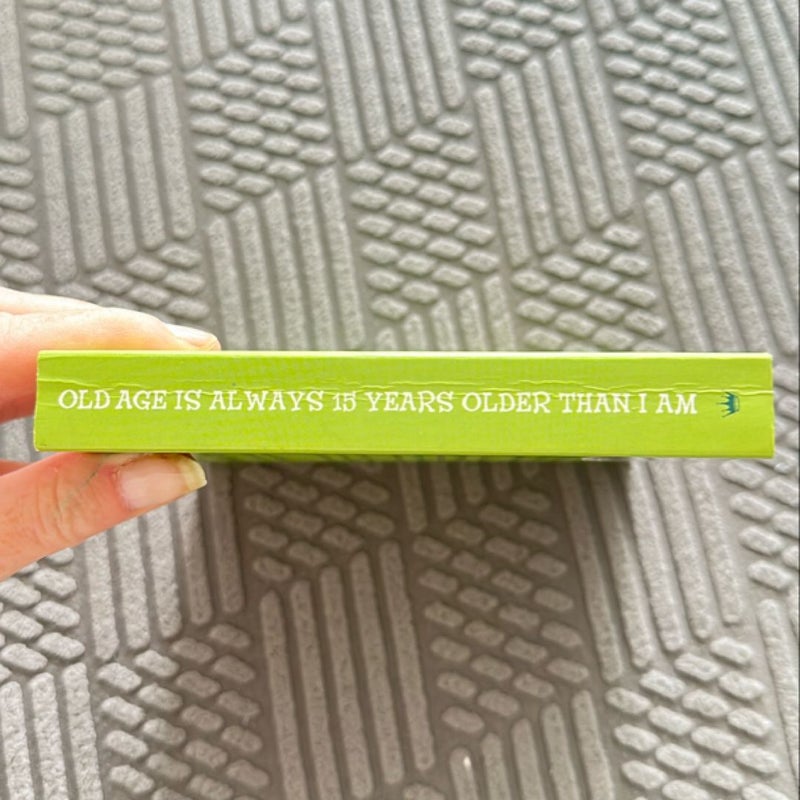 OLD AGE IS ALWAYS 15 YEARS OLDER THAN I AM